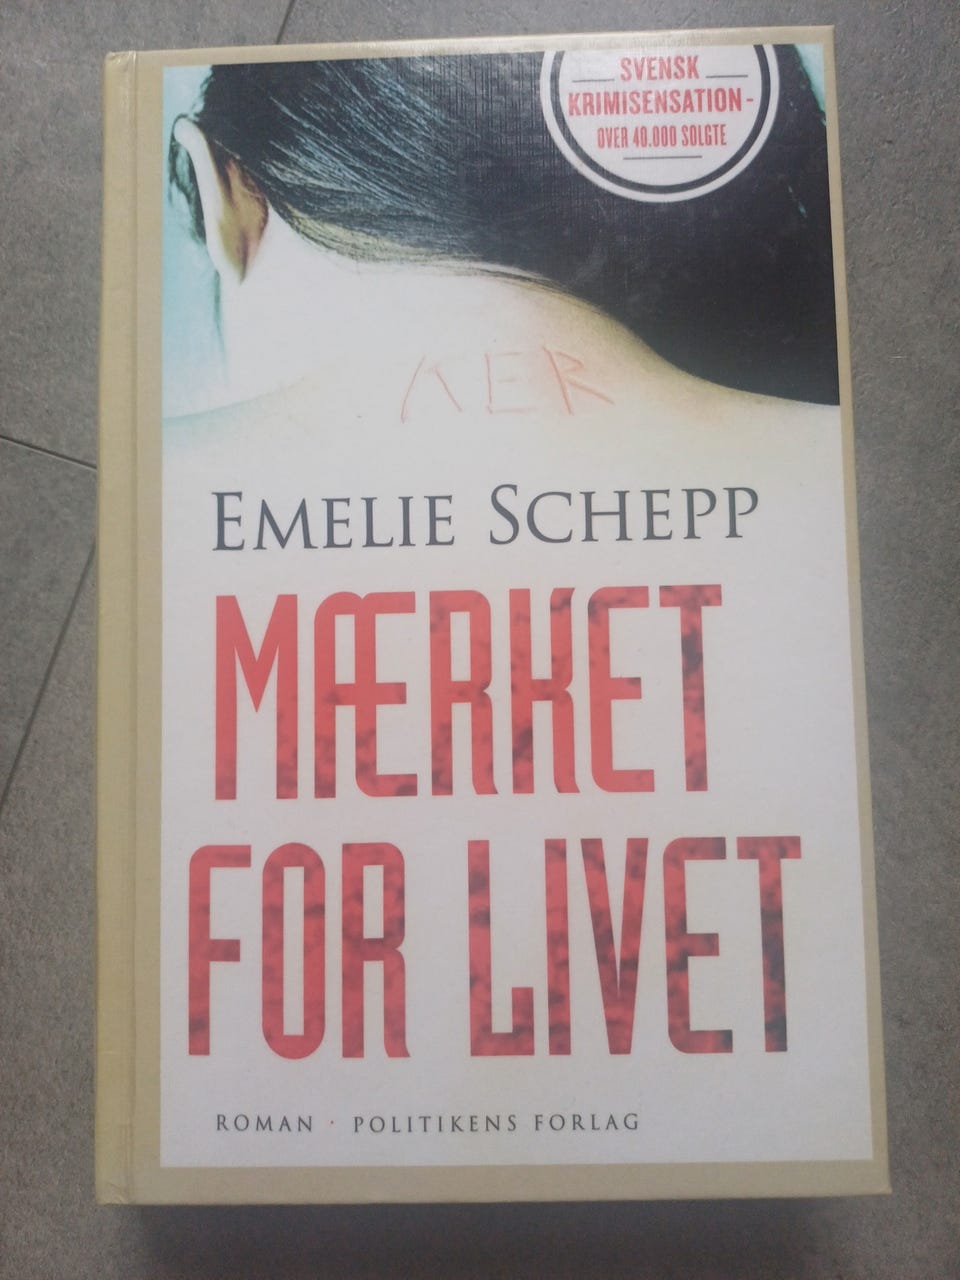 SVENSK
KRIMISENSATION-
OVER 40.000 SOLGTE
KER
EMELIE SCHEPP
MÆRKET
FOR LIVET
ROMAN · POLITIKENS FORLAG